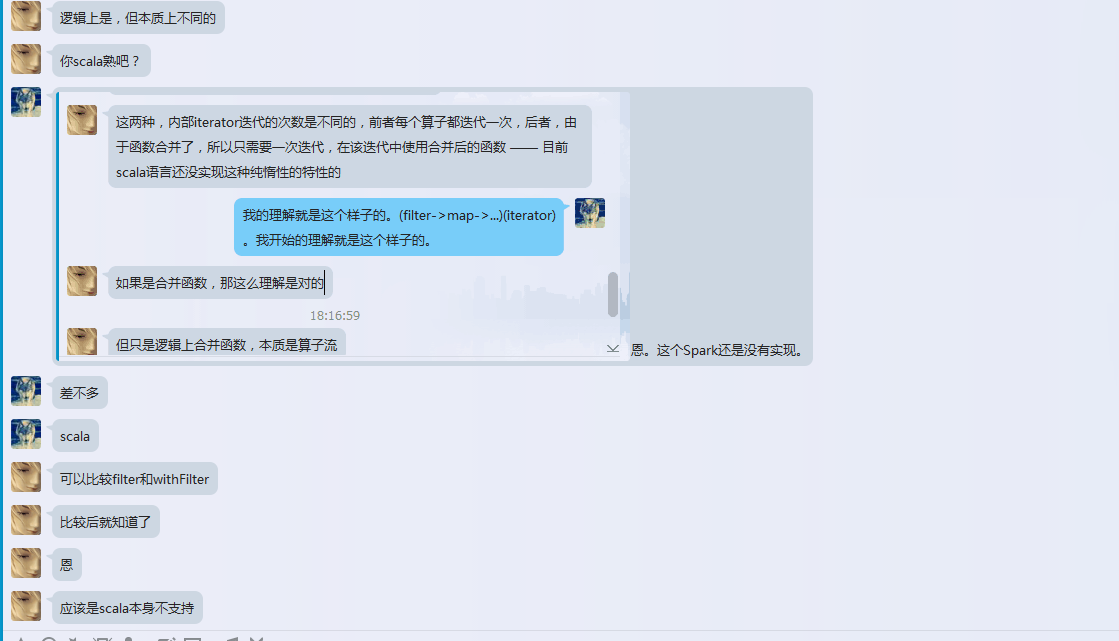 逻辑上是，但本质上不同的
你scala熟吧？
这两种，内部iterator迭代的次数是不同的，前者每个算子都迭代一次，后者，由
于函数合并了，所以只需要一次迭代，在该迭代中使用合并后的函数 —— 目前
scala语言还没实现这种纯惰性的特性的
我的理解就是这个样子的。(filter->map->...)(iterator)
。我开始的理解就是这个样子的。
如果是合并函数，那这么理解是对的
18:16:59
但只是逻辑上合并函数，本质是算子流
恩。这个Spark还是没有实现。
差不多
scala
可以比较filter和withFilter
比较后就知道了
恩
应该是scala本身不支持